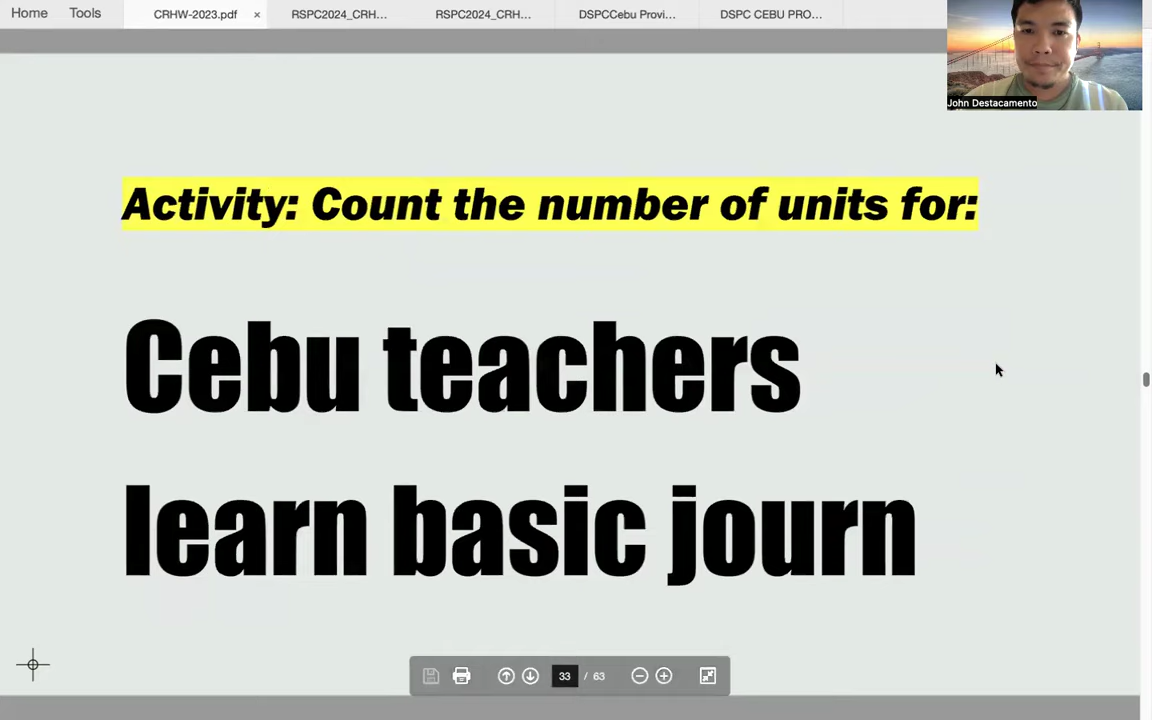 Home Tools CRHW-2023.pdf × RSPC2024_CRH... RSPC2024_CRH... DSPCCebu Provi... DSPC CEBU PRO...
John Destacamento
Activity: Count the number of units for:
Cebu teachers
learn basic journ
33 / 63